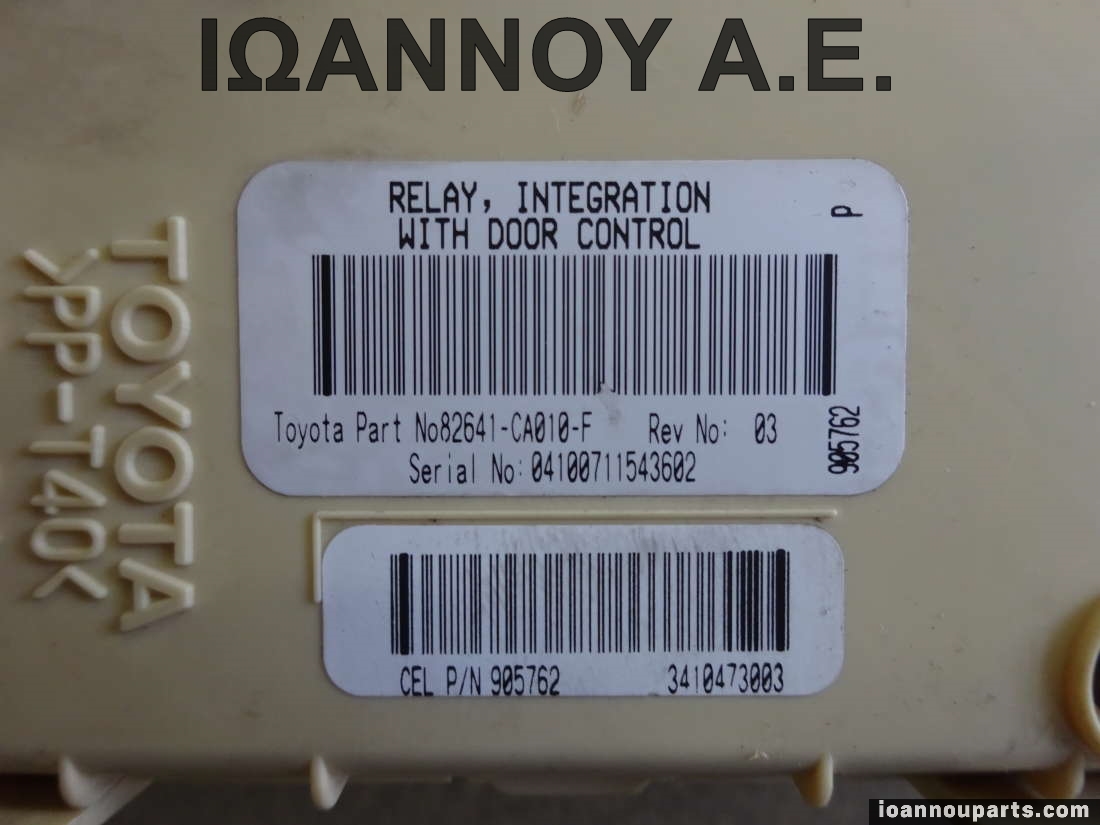 ΙΩΑΝΝΟΥ Α.Ε.
RELAY, INTEGRATION
WITH DOOR CONTROL
P
Toyota Part No82641-CA010-F Rev No: 03
Serial No:04100711543602
905762
TOYOTA
>PP-T40<
CEL P/N 905762 3410473003
ioannouparts.com